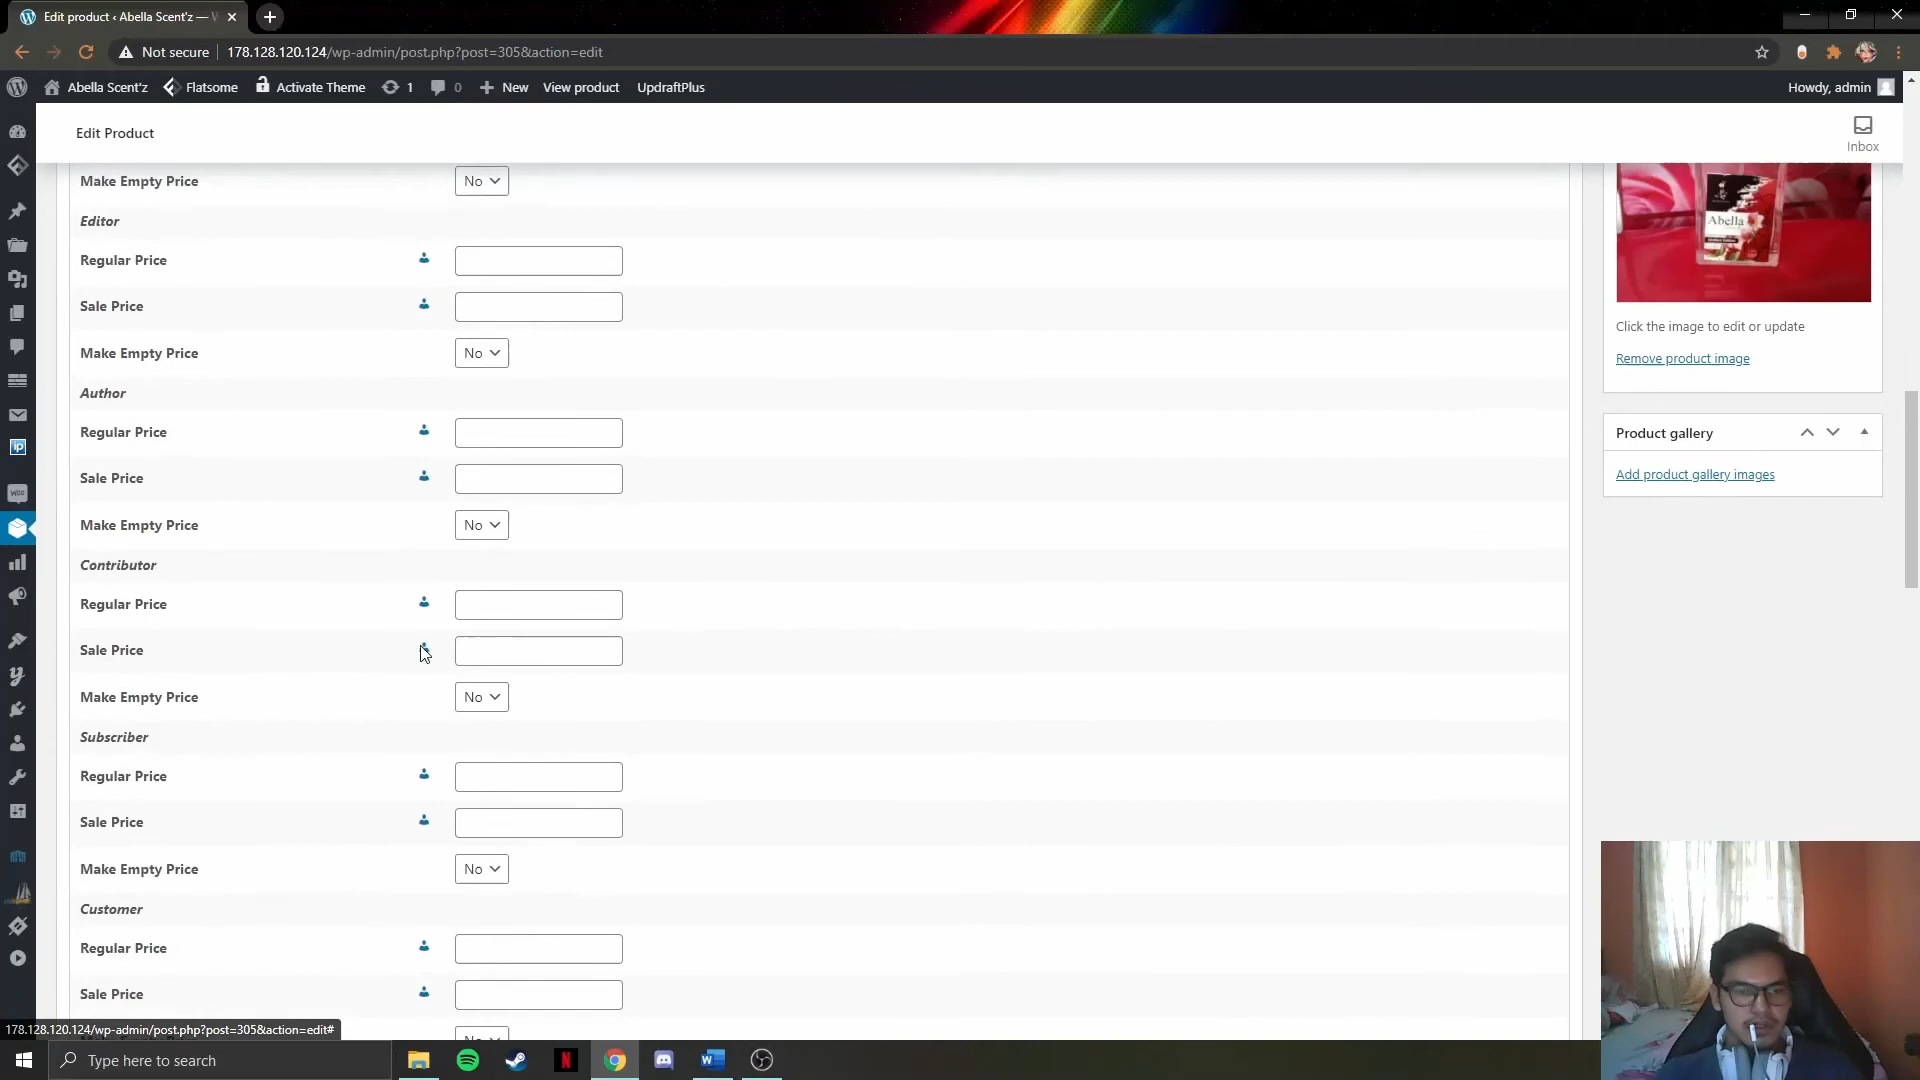 Edit product ‹ Abella Scent'z — W
Not secure
178.128.120.124/wp-admin/post.php?post=305&action=edit
Abella Scent'z
Flatsome
Activate Theme
1
0
New
View product
UpdraftPlus
Howdy, admin
Edit Product
Inbox
Make Empty Price
No
Editor
Regular Price
Sale Price
Make Empty Price
No
Author
Regular Price
Sale Price
Make Empty Price
No
Contributor
Regular Price
Sale Price
Make Empty Price
No
Subscriber
Regular Price
Sale Price
Make Empty Price
No
Customer
Regular Price
Sale Price
Abella
Click the image to edit or update
Remove product image
Product gallery
Add product gallery images
178.128.120.124/wp-admin/post.php?post=305&action=edit#
Type here to search